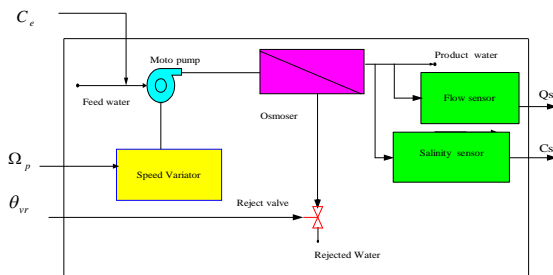 C_e
Moto pump
Product water
Feed water
Flow sensor
Qs
Osmoser
Salinity sensor
Cs
Ω_p
Speed Variator
θ_vr
Reject valve
Rejected Water